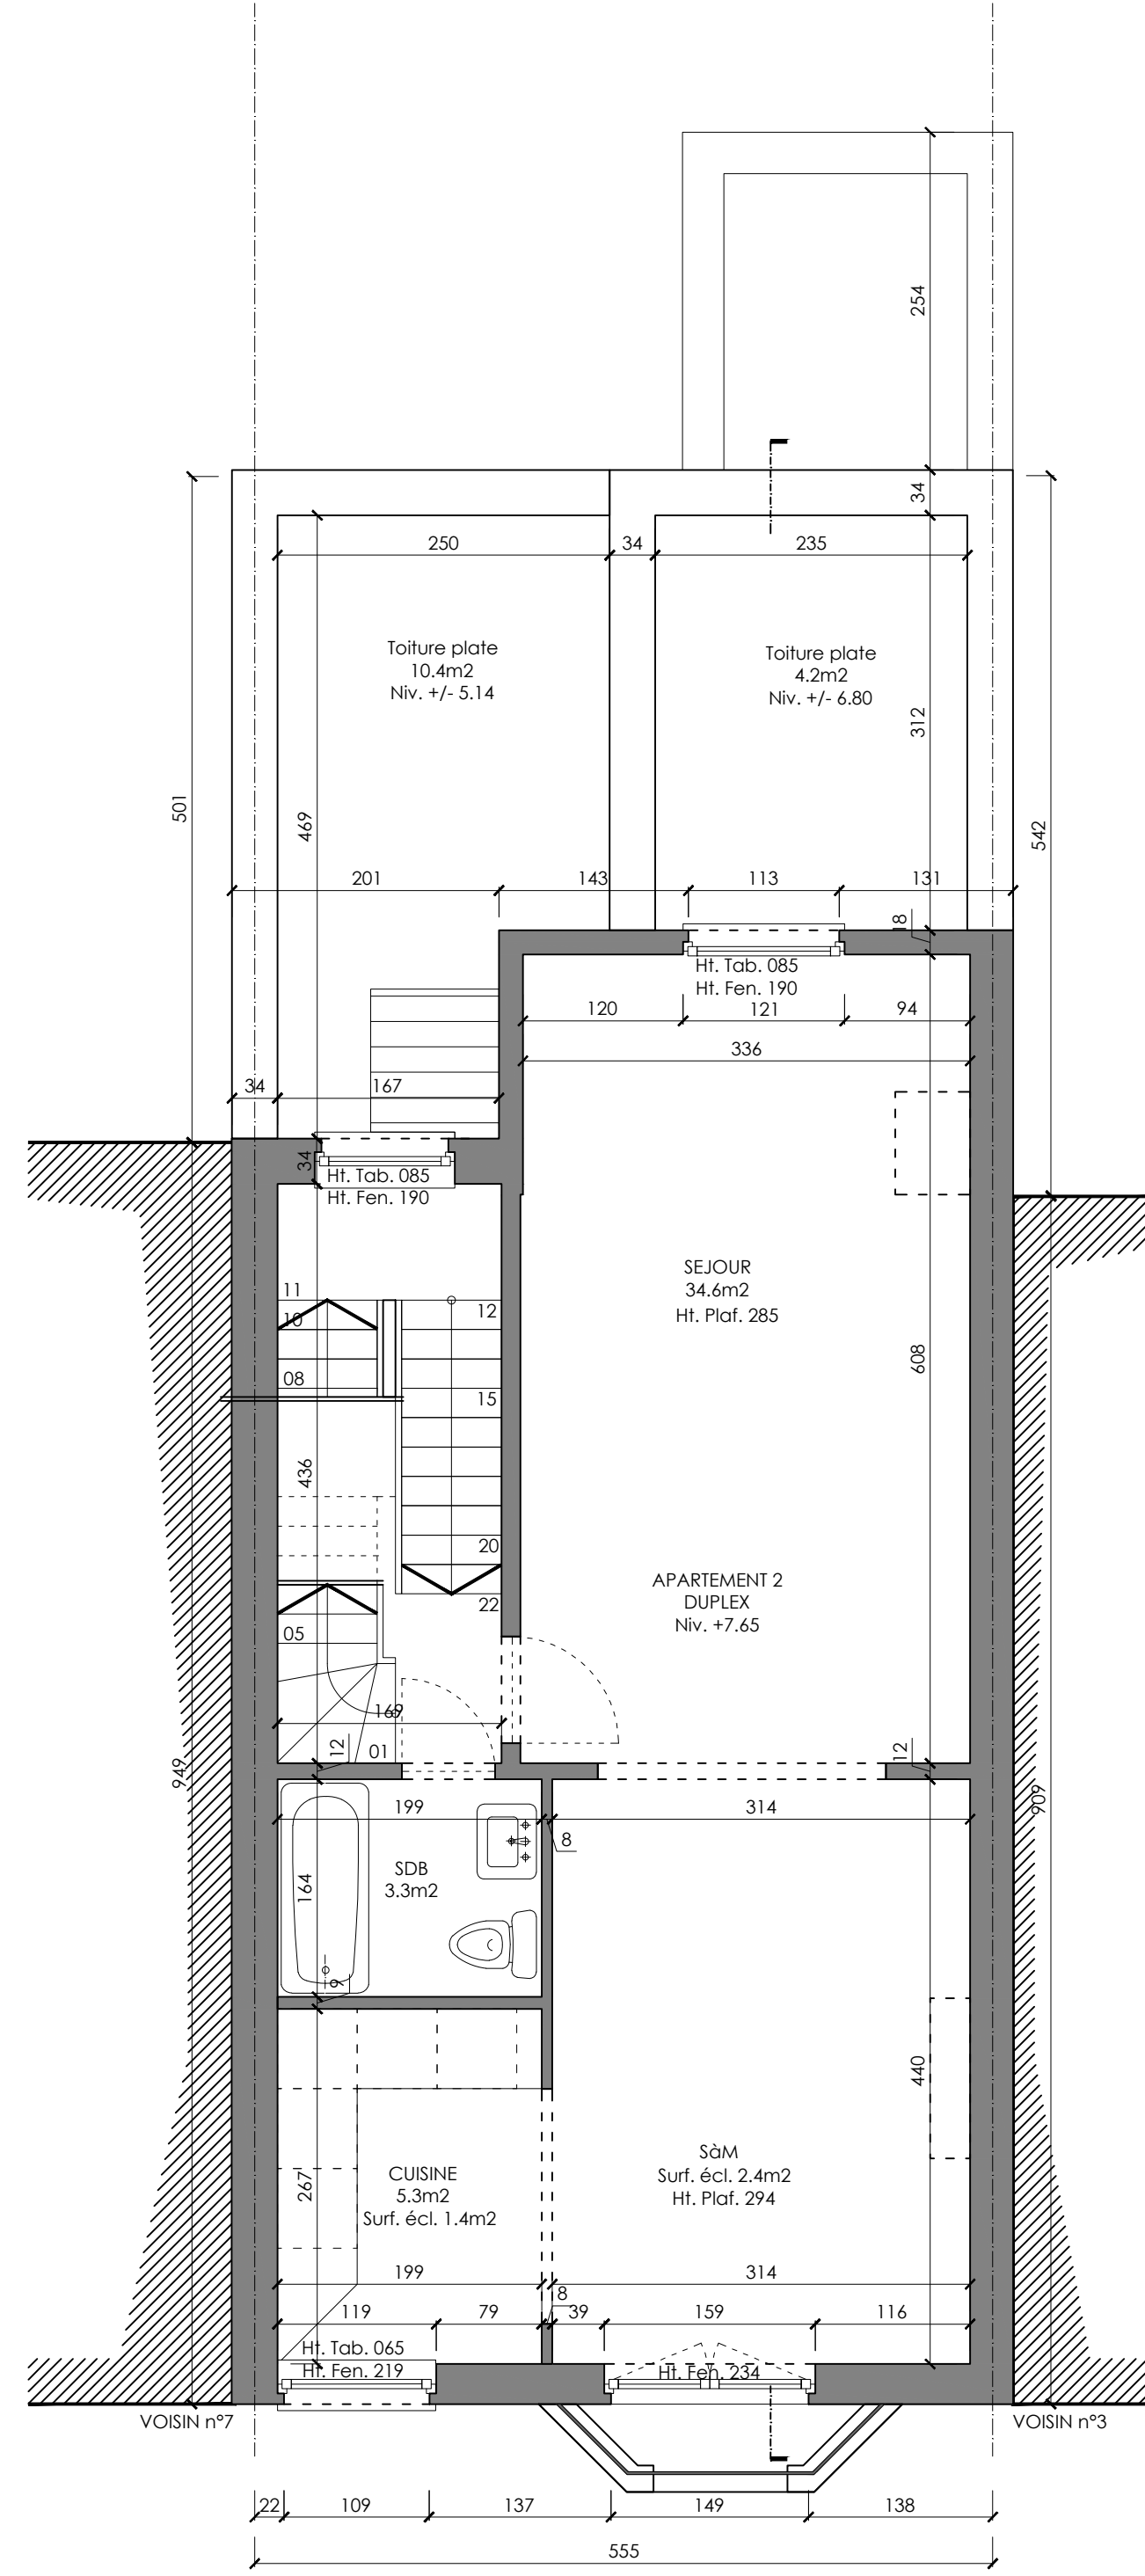 254
34
250
34
235
Toiture plate
10.4m2
Niv. +/- 5.14
Toiture plate
4.2m2
Niv. +/- 6.80
312
501
469
542
201
143
113
131
18
Ht. Tab. 085
Ht. Fen. 190
120
121
94
336
34
167
34
Ht. Tab. 085
Ht. Fen. 190
SEJOUR
34.6m2
Ht. Plaf. 285
11
10
12
08
15
608
436
20
22
APARTEMENT 2
DUPLEX
Niv. +7.65
05
169
01
12
12
949
909
199
314
8
SDB
3.3m2
164
9
440
267
CUISINE
5.3m2
Surf. écl. 1.4m2
SàM
Surf. écl. 2.4m2
Ht. Plaf. 294
199
314
8
119
79
39
159
116
Ht. Tab. 065
Ht. Fen. 219
Ht. Fen. 234
VOISIN n°7
VOISIN n°3
22
109
137
149
138
555